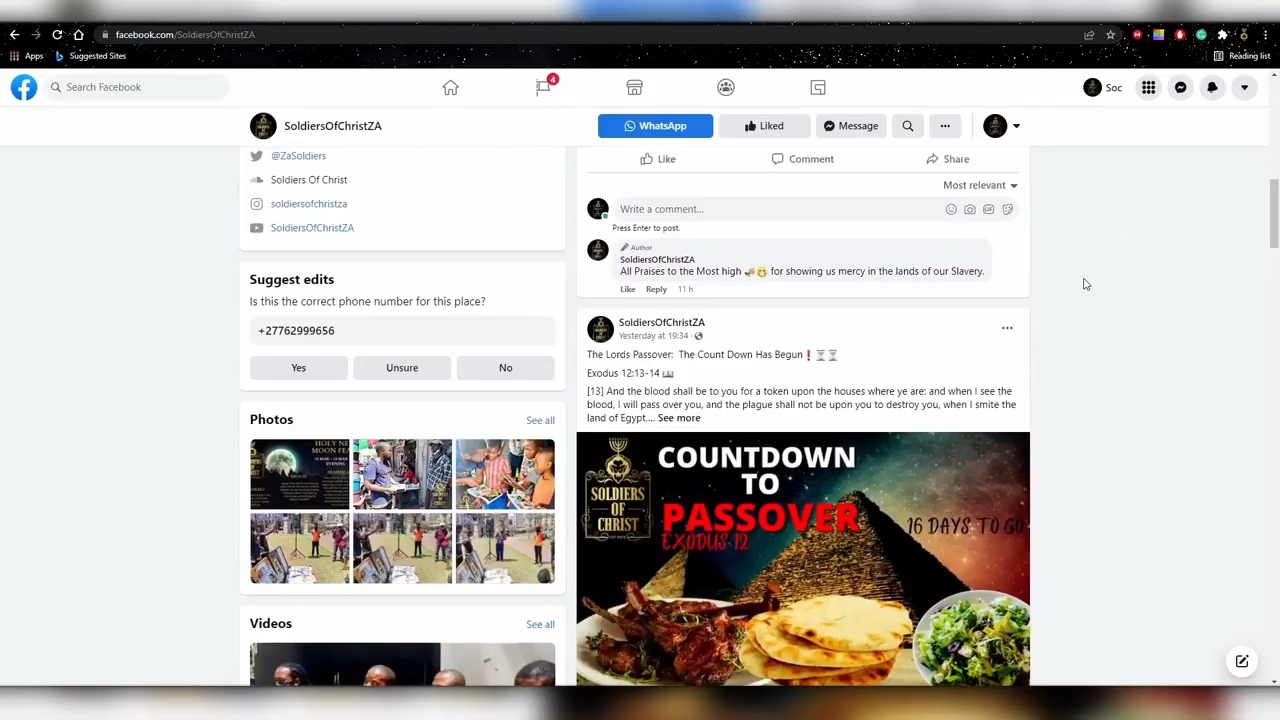 facebook.com/SoldiersOfChristZA
Apps
Suggested Sites
Reading list
Search Facebook
4
Soc
SoldiersOfChristZA
WhatsApp
Liked
Message
@ZaSoldiers
Soldiers Of Christ
soldiersofchristza
SoldiersOfChristZA
Suggest edits
Is this the correct phone number for this place?
+27762999656
Yes
Unsure
No
Photos
See all
HOLY NEW
MOON FEA
Videos
See all
Like
Comment
Share
Most relevant
Write a comment...
GIF
Press Enter to post.
Author
SoldiersOfChristZA
All Praises to the Most high for showing us mercy in the lands of our Slavery.
Like Reply 11 h
SoldiersOfChristZA
Yesterday at 19:34 ·
The Lords Passover: The Count Down Has Begun❗⏳⏳
Exodus 12:13-14 📖
[13] And the blood shall be to you for a token upon the houses where ye are: and when I see the
blood, I will pass over you, and the plague shall not be upon you to destroy you, when I smite the
land of Egypt.... See more
SOLDIERS
OF
CHRIST
COUNTDOWN
TO
PASSOVER
EXODUS 12
16 DAYS TO GO